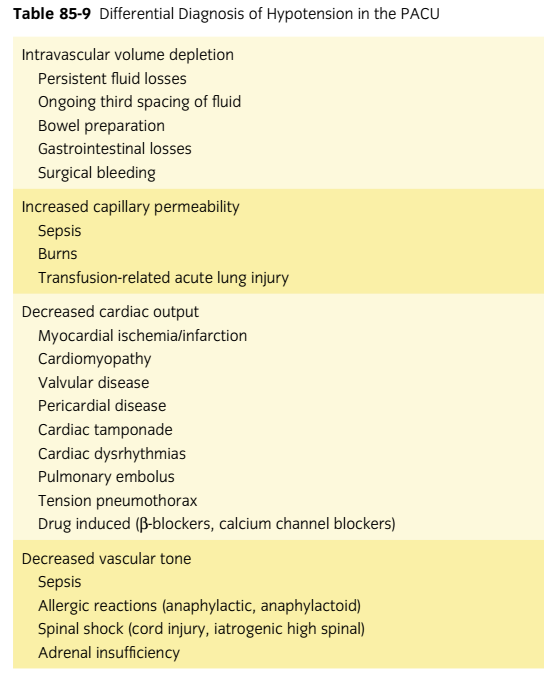 Table 85-9 Differential Diagnosis of Hypotension in the PACU
Intravascular volume depletion
Persistent fluid losses
Ongoing third spacing of fluid
Bowel preparation
Gastrointestinal losses
Surgical bleeding
Increased capillary permeability
Sepsis
Burns
Transfusion-related acute lung injury
Decreased cardiac output
Myocardial ischemia/infarction
Cardiomyopathy
Valvular disease
Pericardial disease
Cardiac tamponade
Cardiac dysrhythmias
Pulmonary embolus
Tension pneumothorax
Drug induced (β-blockers, calcium channel blockers)
Decreased vascular tone
Sepsis
Allergic reactions (anaphylactic, anaphylactoid)
Spinal shock (cord injury, iatrogenic high spinal)
Adrenal insufficiency